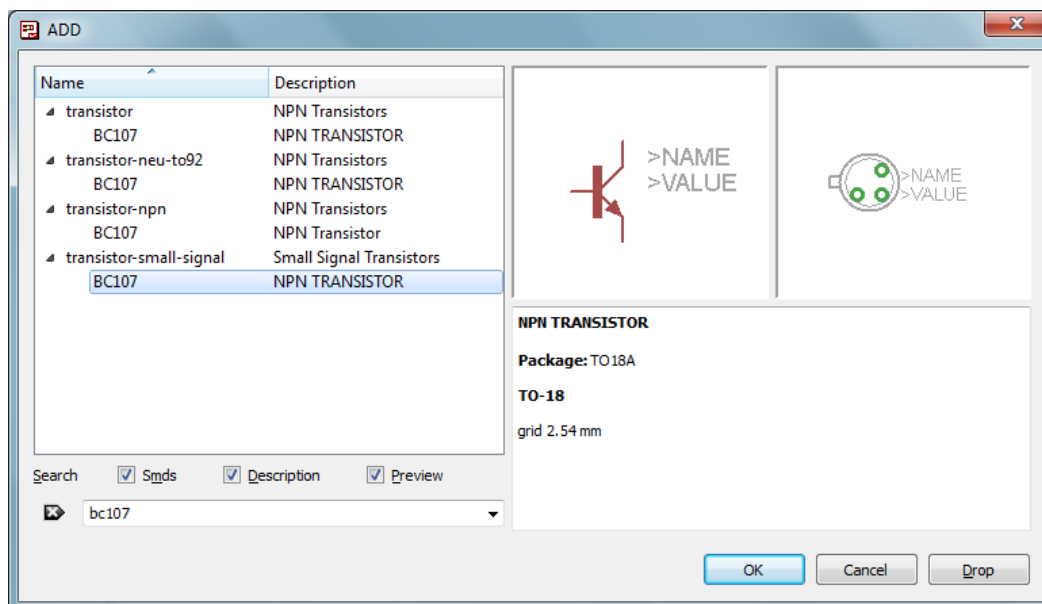 ADD
Name Description
transistor NPN Transistors
BC107 NPN TRANSISTOR
transistor-neu-to92 NPN Transistors
BC107 NPN TRANSISTOR
transistor-npn NPN Transistors
BC107 NPN Transistor
transistor-small-signal Small Signal Transistors
BC107 NPN TRANSISTOR
>NAME
>VALUE
>NAME
>VALUE
NPN TRANSISTOR
Package: TO18A
TO-18
grid 2.54 mm
Search Smds Description Preview
bc107
OK Cancel Drop